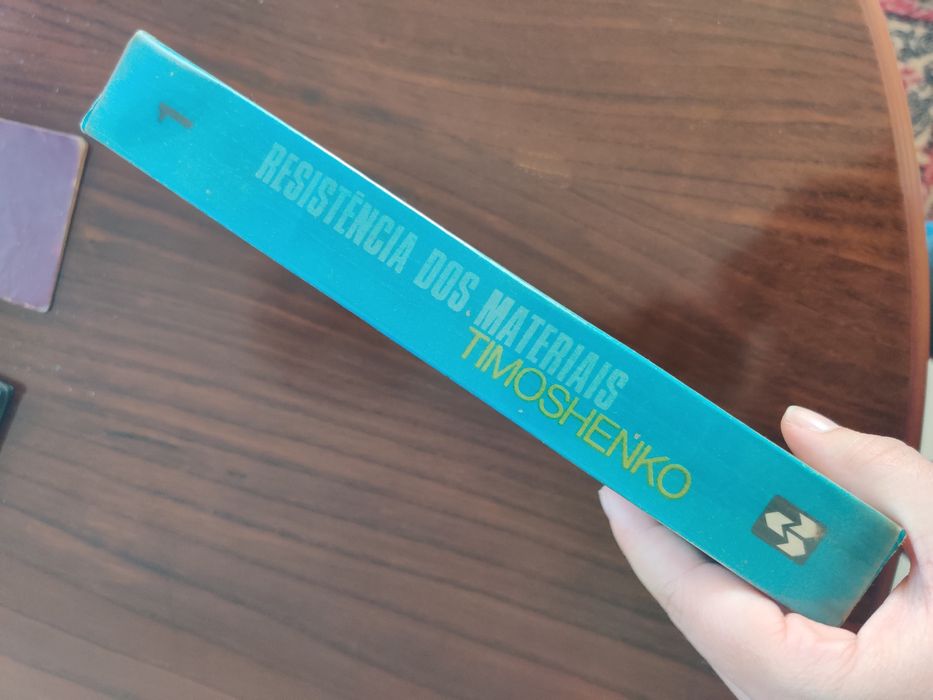 1
RESISTÊNCIA DOS MATERIAIS
TIMOSHENKO